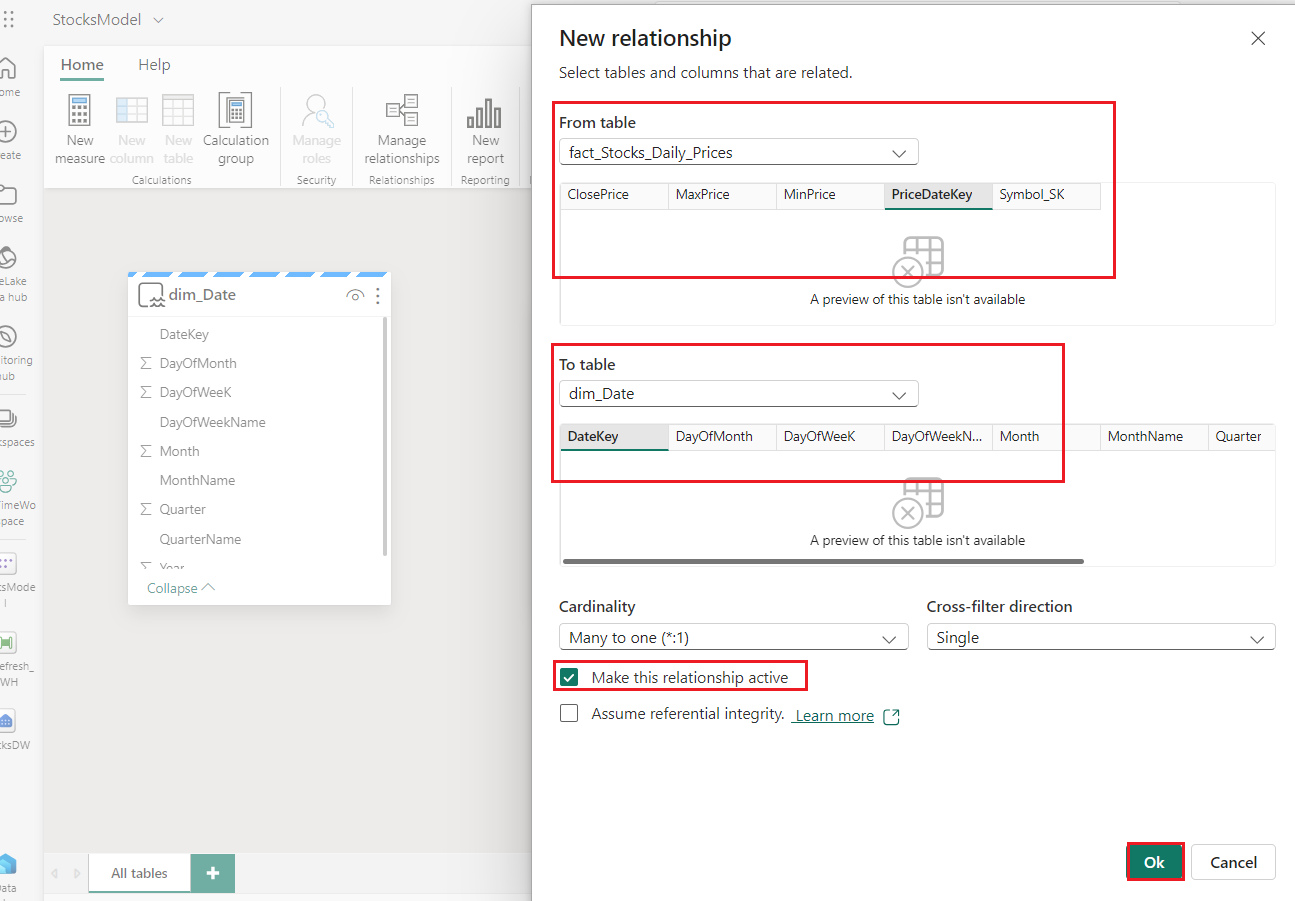 StocksModel
Home Help
New measure
New column
New table
Calculation group
Calculations
Manage roles
Security
Manage relationships
Relationships
New report
Reporting
ome
eate
owse
eLake
a hub
itoring
hub
kspaces
TimeWo
space
ksModel
efresh_
WH
cksDW
Data
dim_Date
DateKey
DayOfMonth
DayOfWeeK
DayOfWeekName
Month
MonthName
Quarter
QuarterName
Year
Collapse
All tables
New relationship
Select tables and columns that are related.
From table
fact_Stocks_Daily_Prices
ClosePrice MaxPrice MinPrice PriceDateKey Symbol_SK
A preview of this table isn't available
To table
dim_Date
DateKey DayOfMonth DayOfWeeK DayOfWeekN... Month MonthName Quarter
A preview of this table isn't available
Cardinality Cross-filter direction
Many to one (*:1) Single
Make this relationship active
Assume referential integrity. Learn more
Ok Cancel